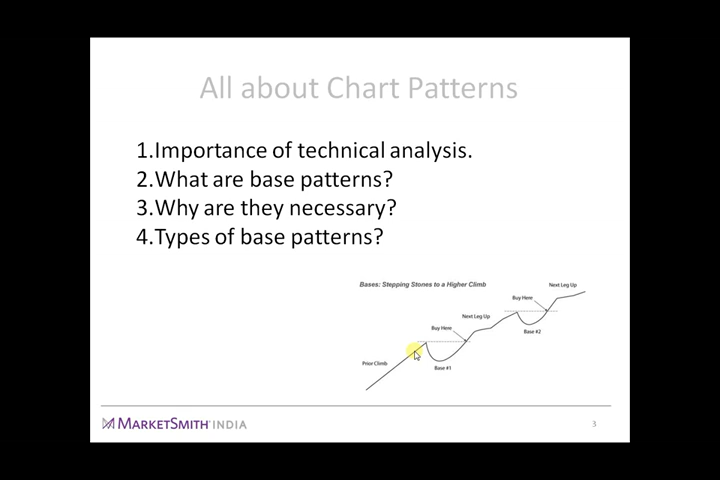 All about Chart Patterns
1.Importance of technical analysis.
2.What are base patterns?
3.Why are they necessary?
4.Types of base patterns?
Bases: Stepping Stones to a Higher Climb
Next Leg Up
Buy Here
Base #2
Next Leg Up
Buy Here
Prior Climb
Base #1
MARKETSMITH INDIA
3